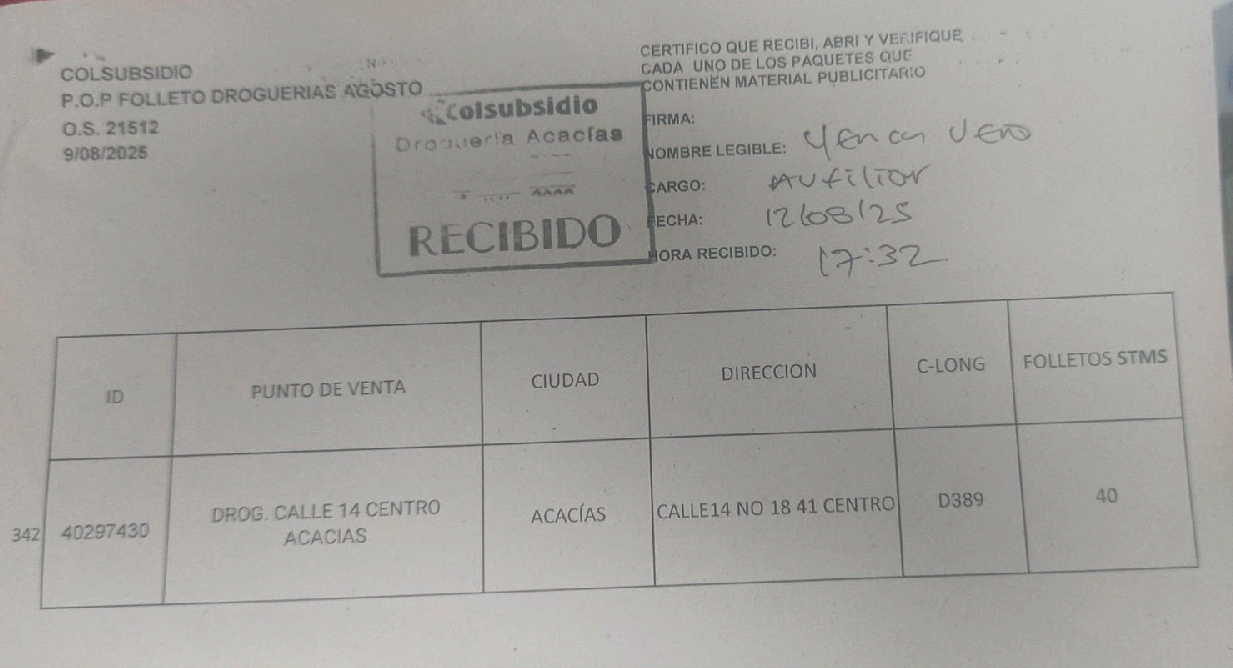 COLSUBSIDIO
P.O.P FOLLETO DROGUERIAS AGOSTO
O.S. 21512
9/08/2025
Colsubsidio
Droguería Acacías
AAAA
RECIBIDO
CERTIFICO QUE RECIBI, ABRI Y VERIFIQUE
CADA UNO DE LOS PAQUETES QUE
CONTIENEN MATERIAL PUBLICITARIO
FIRMA:
NOMBRE LEGIBLE:
CARGO: Auxiliar
FECHA: 12/08/25
HORA RECIBIDO: 17:32
ID PUNTO DE VENTA CIUDAD DIRECCION C-LONG FOLLETOS STMS
342 40297430 DROG. CALLE 14 CENTRO ACACÍAS CALLE14 NO 18 41 CENTRO D389 40
ACACIAS